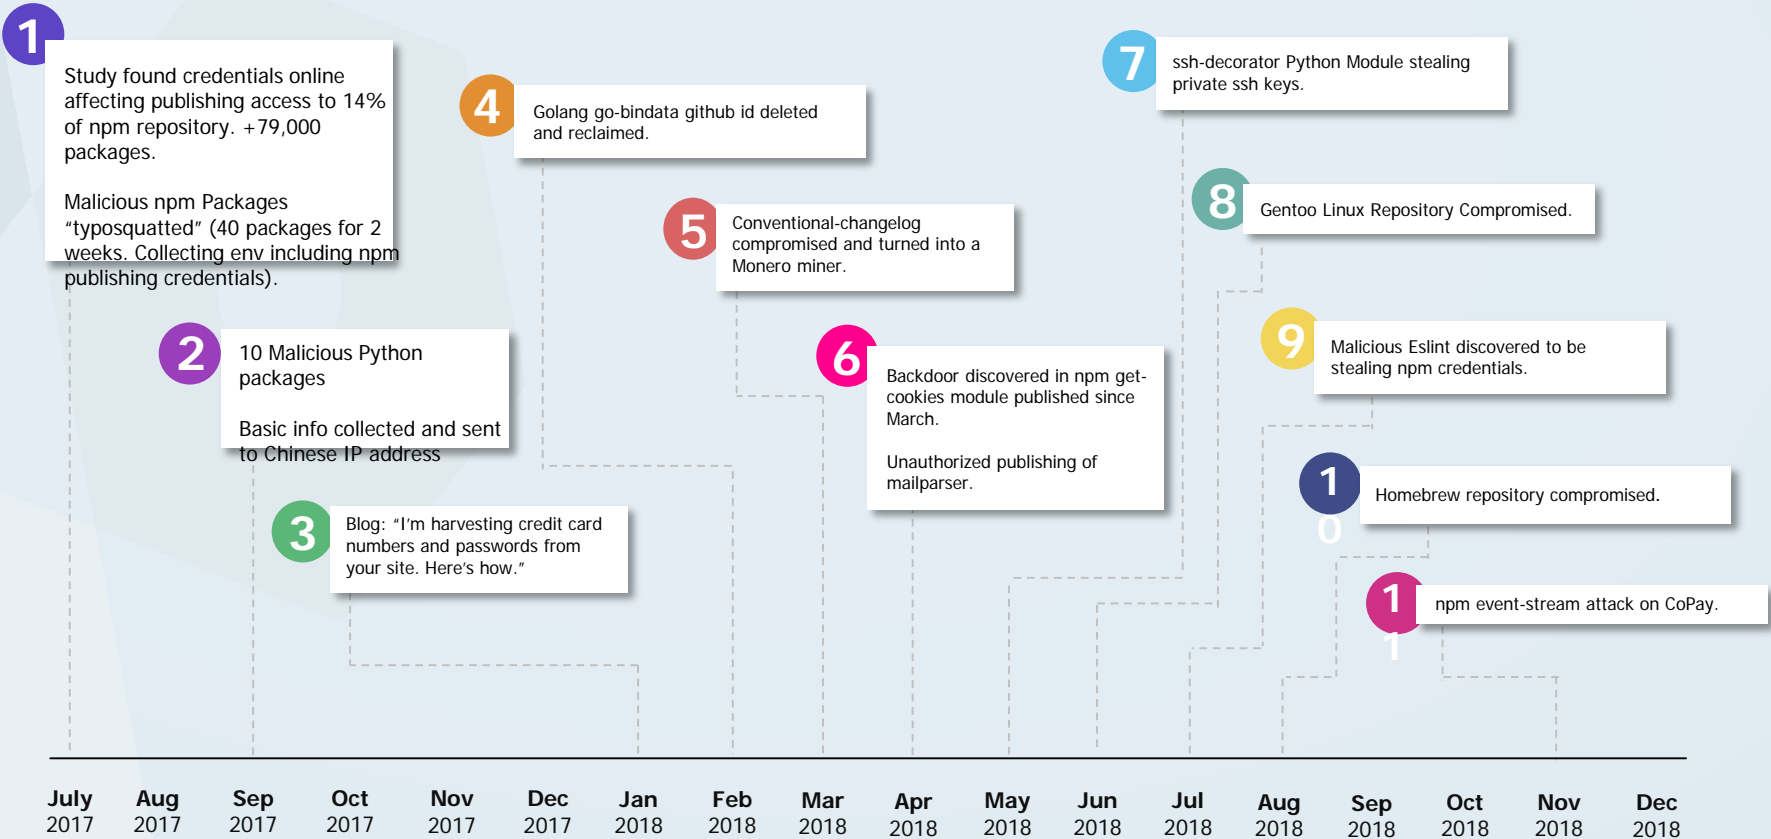 1
Study found credentials online
affecting publishing access to 14%
of npm repository. +79,000
packages.
Malicious npm Packages
“typosquatted” (40 packages for 2
weeks. Collecting env including npm
publishing credentials).
2
10 Malicious Python
packages
Basic info collected and sent
to Chinese IP address
3
Blog: “I’m harvesting credit card
numbers and passwords from
your site. Here’s how.”
4
Golang go-bindata github id deleted
and reclaimed.
5
Conventional-changelog
compromised and turned into a
Monero miner.
6
Backdoor discovered in npm get-
cookies module published since
March.
Unauthorized publishing of
mailparser.
7
ssh-decorator Python Module stealing
private ssh keys.
8
Gentoo Linux Repository Compromised.
9
Malicious Eslint discovered to be
stealing npm credentials.
1
0
Homebrew repository compromised.
1
1
npm event-stream attack on CoPay.
July Aug Sep Oct Nov Dec Jan Feb Mar Apr May Jun Jul Aug Sep Oct Nov Dec
2017 2017 2017 2017 2017 2017 2018 2018 2018 2018 2018 2018 2018 2018 2018 2018 2018 2018